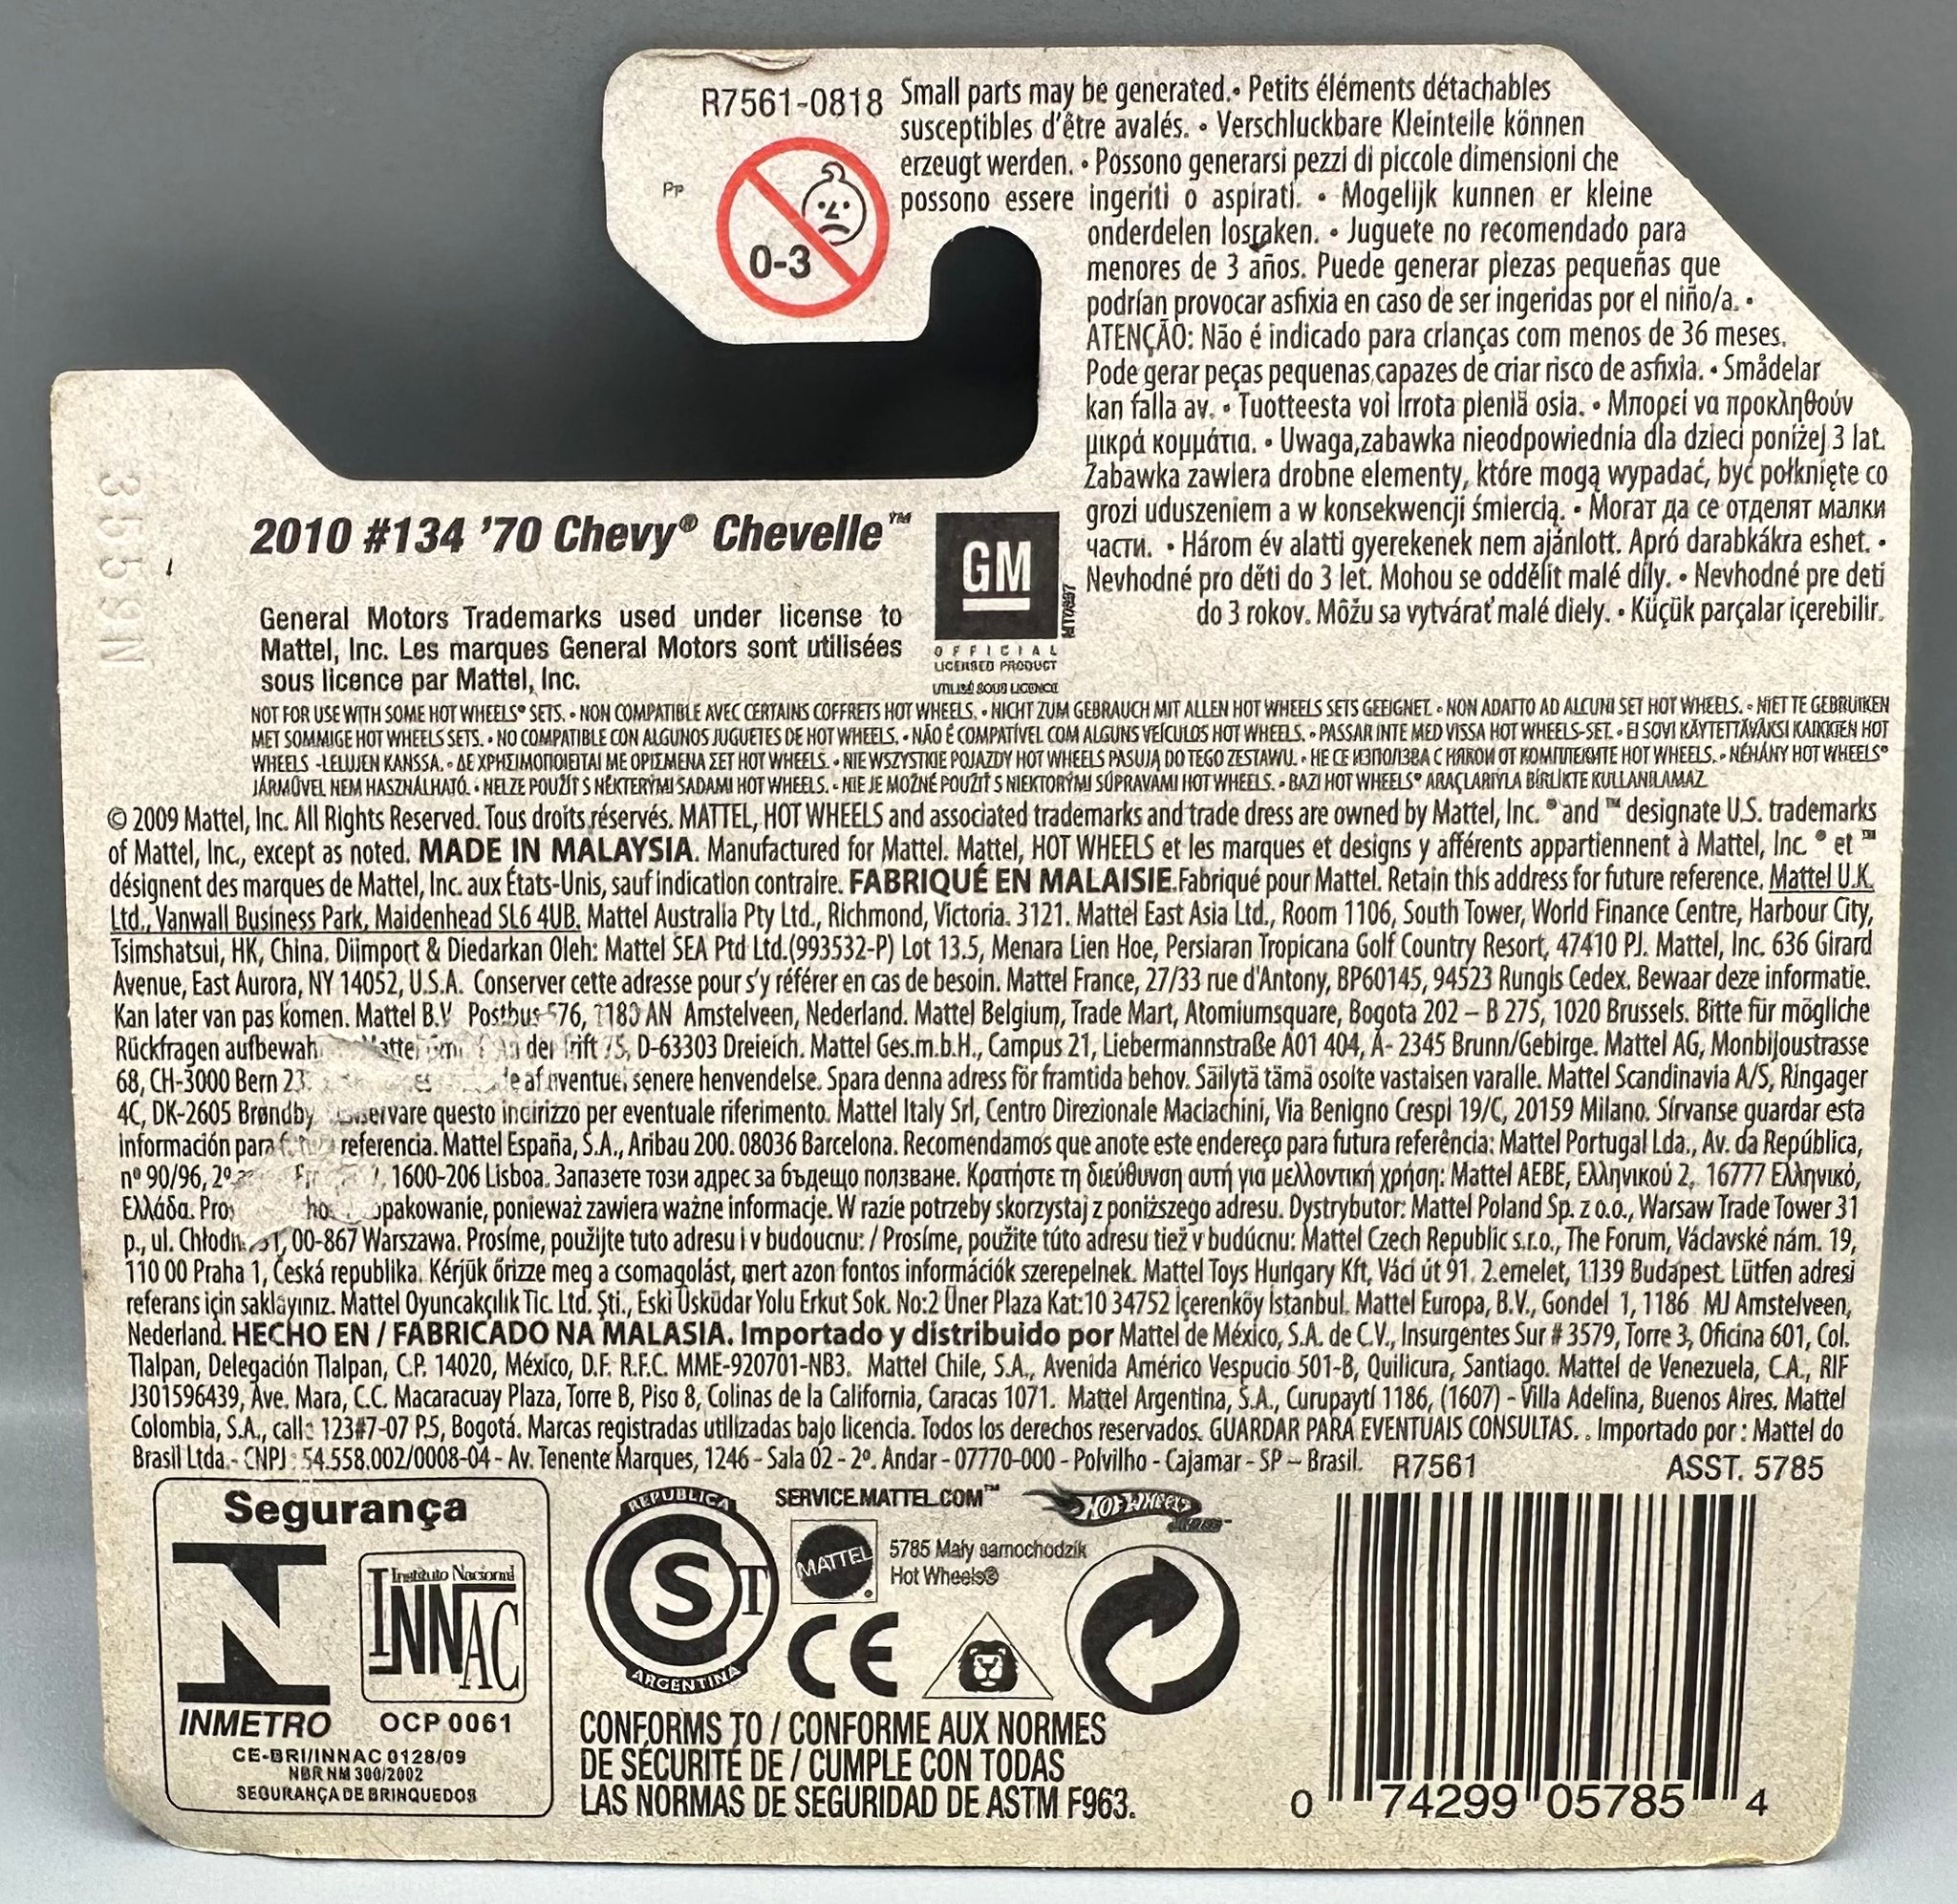 R7561-0818
Pp
0-3
Small parts may be generated. • Petits éléments détachables
susceptibles d'être avalés. • Verschluckbare Kleinteile können
erzeugt werden. • Possono generarsi pezzi di piccole dimensioni che
possono essere ingeriti o aspirati. • Mogelijk kunnen er kleine
onderdelen losraken. • Juguete no recomendado para
menores de 3 años. Puede generar piezas pequeñas que
podrían provocar asfixia en caso de ser ingeridas por el niño/a. •
ATENÇÃO: Não é indicado para crianças com menos de 36 meses.
Pode gerar peças pequenas capazes de criar risco de asfixia. • Smådelar
kan falla av. • Tuotteesta voi irrota pieniä osia. • Μπορεί να προκληθούν
μικρά κομμάτια. • Uwaga,zabawka nieodpowiednia dla dzieci poniżej 3 lat.
Zabawka zawiera drobne elementy, które mogą wypadać, być połknięte co
grozi uduszeniem a w konsekwencji śmiercią. • Могат да се отделят малки
части. • Három év alatti gyerekenek nem ajánlott. Apró darabkákra eshet. •
Nevhodné pro děti do 3 let. Mohou se oddělit malé díly. • Nevhodné pre deti
do 3 rokov. Môžu sa vytvárať malé diely. • Küçük parçalar içerebilir.
3559N
2010 #134 '70 Chevy® Chevelle™
General Motors Trademarks used under license to
Mattel, Inc. Les marques General Motors sont utilisées
sous licence par Mattel, Inc.
GM
OFFICIAL
LICENSED PRODUCT
UTILISÉ SOUS LICENCE
NOT FOR USE WITH SOME HOT WHEELS® SETS. • NON COMPATIBLE AVEC CERTAINS COFFRETS HOT WHEELS. • NICHT ZUM GEBRAUCH MIT ALLEN HOT WHEELS SETS GEEIGNET. • NON ADATTO AD ALCUNI SET HOT WHEELS. • NIET TE GEBRUIKEN
MET SOMMIGE HOT WHEELS SETS. • NO COMPATIBLE CON ALGUNOS JUGUETES DE HOT WHEELS. • NÃO É COMPATÍVEL COM ALGUNS VEÍCULOS HOT WHEELS. • PASSAR INTE MED VISSA HOT WHEELS-SET. • EI SOVI KÄYTETTÄVÄKSI KAIKKIEN HOT
WHEELS -LELUJEN KANSSA. • ΔΕ ΧΡΗΣΙΜΟΠΟΙΕΙΤΑΙ ΜΕ ΟΡΙΣΜΕΝΑ ΣΕΤ HOT WHEELS. • NIE WSZYSTKIE POJAZDY HOT WHEELS PASUJĄ DO TEGO ZESTAWU. • НЕ СЕ ИЗПОЛЗВА С НЯКОИ ОТ КОМПЛЕКТИТЕ HOT WHEELS. • NÉHÁNY HOT WHEELS®
JÁRMŰVEL NEM HASZNÁLHATÓ. • NELZE POUŽÍT S NĚKTERÝMI SADAMI HOT WHEELS. • NIE JE MOŽNÉ POUŽIŤ S NIEKTORÝMI SÚPRAVAMI HOT WHEELS. • BAZI HOT WHEELS® ARAÇLARIYLA BİRLİKTE KULLANILAMAZ
© 2009 Mattel, Inc. All Rights Reserved. Tous droits réservés. MATTEL, HOT WHEELS and associated trademarks and trade dress are owned by Mattel, Inc. ® and ™ designate U.S. trademarks
of Mattel, Inc., except as noted. MADE IN MALAYSIA. Manufactured for Mattel. Mattel, HOT WHEELS et les marques et designs y afférents appartiennent à Mattel, Inc. ® et ™
désignent des marques de Mattel, Inc. aux États-Unis, sauf indication contraire. FABRIQUÉ EN MALAISIE.Fabriqué pour Mattel. Retain this address for future reference. Mattel U.K.
Ltd., Vanwall Business Park, Maidenhead SL6 4UB. Mattel Australia Pty Ltd., Richmond, Victoria. 3121. Mattel East Asia Ltd., Room 1106, South Tower, World Finance Centre, Harbour City,
Tsimshatsui, HK, China. Diimport & Diedarkan Oleh: Mattel SEA Ptd Ltd.(993532-P) Lot 13.5, Menara Lien Hoe, Persiaran Tropicana Golf Country Resort, 47410 PJ. Mattel, Inc. 636 Girard
Avenue, East Aurora, NY 14052, U.S.A. Conserver cette adresse pour s'y référer en cas de besoin. Mattel France, 27/33 rue d'Antony, BP60145, 94523 Rungis Cedex. Bewaar deze informatie.
Kan later van pas komen. Mattel B.V Postbus 576, 1180 AN Amstelveen, Nederland. Mattel Belgium, Trade Mart, Atomiumsquare, Bogota 202 – B 275, 1020 Brussels. Bitte für mögliche
Rückfragen An der Trift 75, D-63303 Dreieich. Mattel Ges.m.b.H., Campus 21, Liebermannstraße A01 404, A- 2345 Brunn/Gebirge. Mattel AG, Monbijoustrasse
68, CH-3000 Bern 23. senere henvendelse. Spara denna adress för framtida behov. Säilytä tämä osoite vastaisen varalle. Mattel Scandinavia A/S, Ringager
4C, DK-2605 Brøndby questo indirizzo per eventuale riferimento. Mattel Italy Srl, Centro Direzionale Maciachini, Via Benigno Crespi 19/C, 20159 Milano. Sírvanse guardar esta
información para referencia. Mattel España, S.A., Aribau 200. 08036 Barcelona. Recomendamos que anote este endereço para futura referência: Mattel Portugal Lda., Av. da República,
nº 90/96, 2º 1600-206 Lisboa. Запазете този адрес за бъдещо ползване. Κρατήστε τη διεύθυνση αυτή για μελλοντική χρήση: Mattel AEBE, Ελληνικού 2, 16777 Ελληνικό,
Ελλάδα. opakowanie, ponieważ zawiera ważne informacje. W razie potrzeby skorzystaj z poniższego adresu. Dystrybutor: Mattel Poland Sp. z o.o., Warsaw Trade Tower 31
p., ul. 00-867 Warszawa. Prosíme, použijte tuto adresu i v budoucnu: / Prosíme, použite túto adresu tiež v budúcnu: Mattel Czech Republic s.r.o., The Forum, Václavské nám. 19,
110 00 Praha 1, Česká republika. Kérjük őrizze meg a csomagolást, mert azon fontos információk szerepelnek. Mattel Toys Hungary Kft, Váci út 91. 2.emelet, 1139 Budapest. Lütfen adresi
referans için saklayınız. Mattel Oyuncakçılık Tic. Ltd. Şti., Eski Üsküdar Yolu Erkut Sok. No:2 Üner Plaza Kat:10 34752 İçerenköy İstanbul. Mattel Europa, B.V., Gondel 1, 1186 MJ Amstelveen,
Nederland. HECHO EN / FABRICADO NA MALASIA. Importado y distribuido por Mattel de México, S.A. de C.V., Insurgentes Sur # 3579, Torre 3, Oficina 601, Col.
Tlalpan, Delegación Tlalpan, C.P. 14020, México, D.F. R.F.C. MME-920701-NB3. Mattel Chile, S.A., Avenida Américo Vespucio 501-B, Quilicura, Santiago. Mattel de Venezuela, C.A., RIF
J301596439, Ave. Mara, C.C. Macaracuay Plaza, Torre B, Piso 8, Colinas de la California, Caracas 1071. Mattel Argentina, S.A., Curupaytí 1186, (1607) - Villa Adelina, Buenos Aires. Mattel
Colombia, S.A., calle 123#7-07 P.5, Bogotá. Marcas registradas utilizadas bajo licencia. Todos los derechos reservados. GUARDAR PARA EVENTUAIS CONSULTAS. . Importado por : Mattel do
Brasil Ltda.- CNPJ : 54.558.002/0008-04 - Av. Tenente Marques, 1246 - Sala 02 - 2º. Andar - 07770-000 - Polvilho - Cajamar - SP – Brasil.
R7561
ASST. 5785
Segurança
Instituto Nacional
INNAC
INMETRO
OCP 0061
CE-BRI/INNAC 0128/09
NBR NM 300/2002
SEGURANÇA DE BRINQUEDOS
REPUBLICA
S T
ARGENTINA
SERVICE.MATTEL.COM™
HOT WHEELS
MATTEL
5785 Mały samochodzik
Hot Wheels®
CE
CONFORMS TO / CONFORME AUX NORMES
DE SÉCURITÉ DE / CUMPLE CON TODAS
LAS NORMAS DE SEGURIDAD DE ASTM F963.
0 74299 05785 4